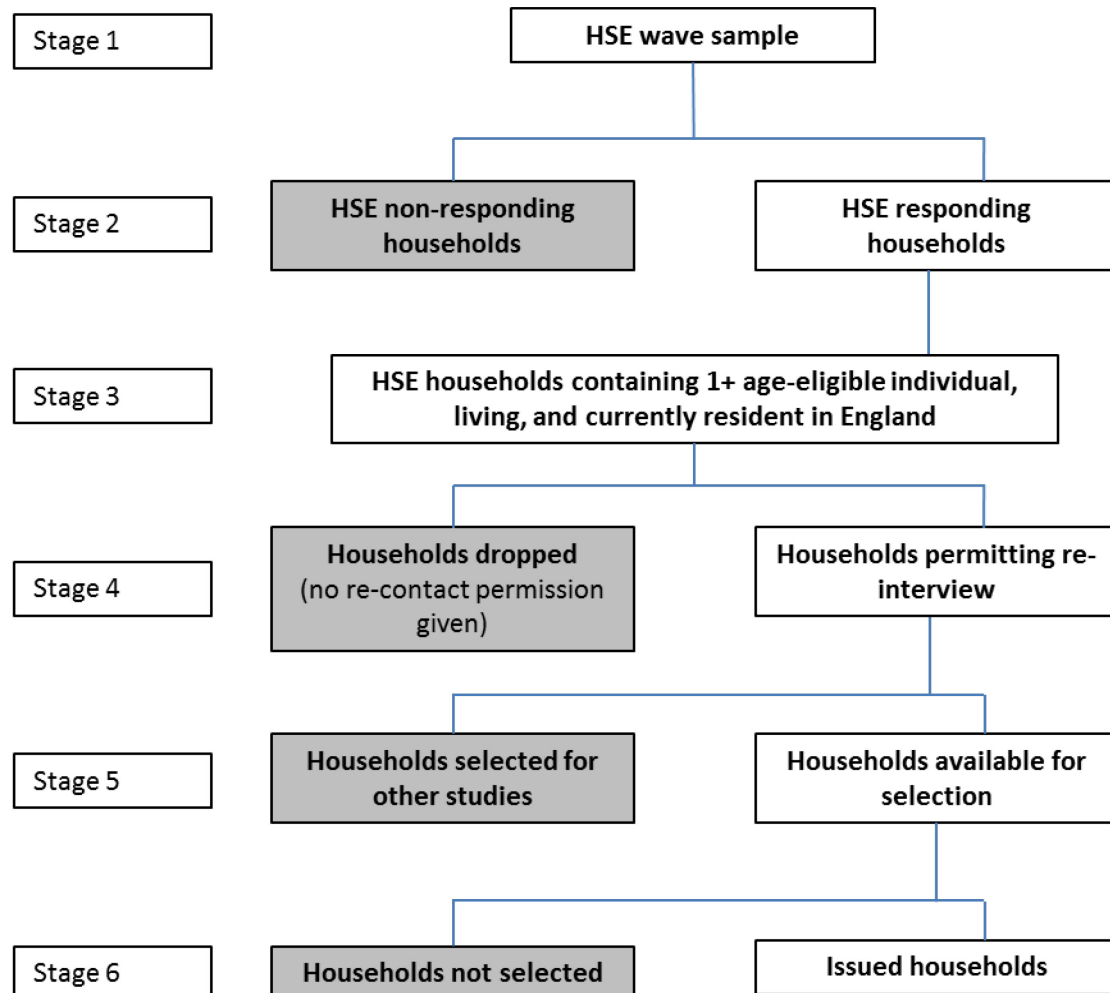 Stage 1
HSE wave sample
Stage 2
HSE non-responding
households
HSE responding
households
Stage 3
HSE households containing 1+ age-eligible individual,
living, and currently resident in England
Stage 4
Households dropped
(no re-contact permission
given)
Households permitting re-
interview
Stage 5
Households selected for
other studies
Households available for
selection
Stage 6
Households not selected
Issued households